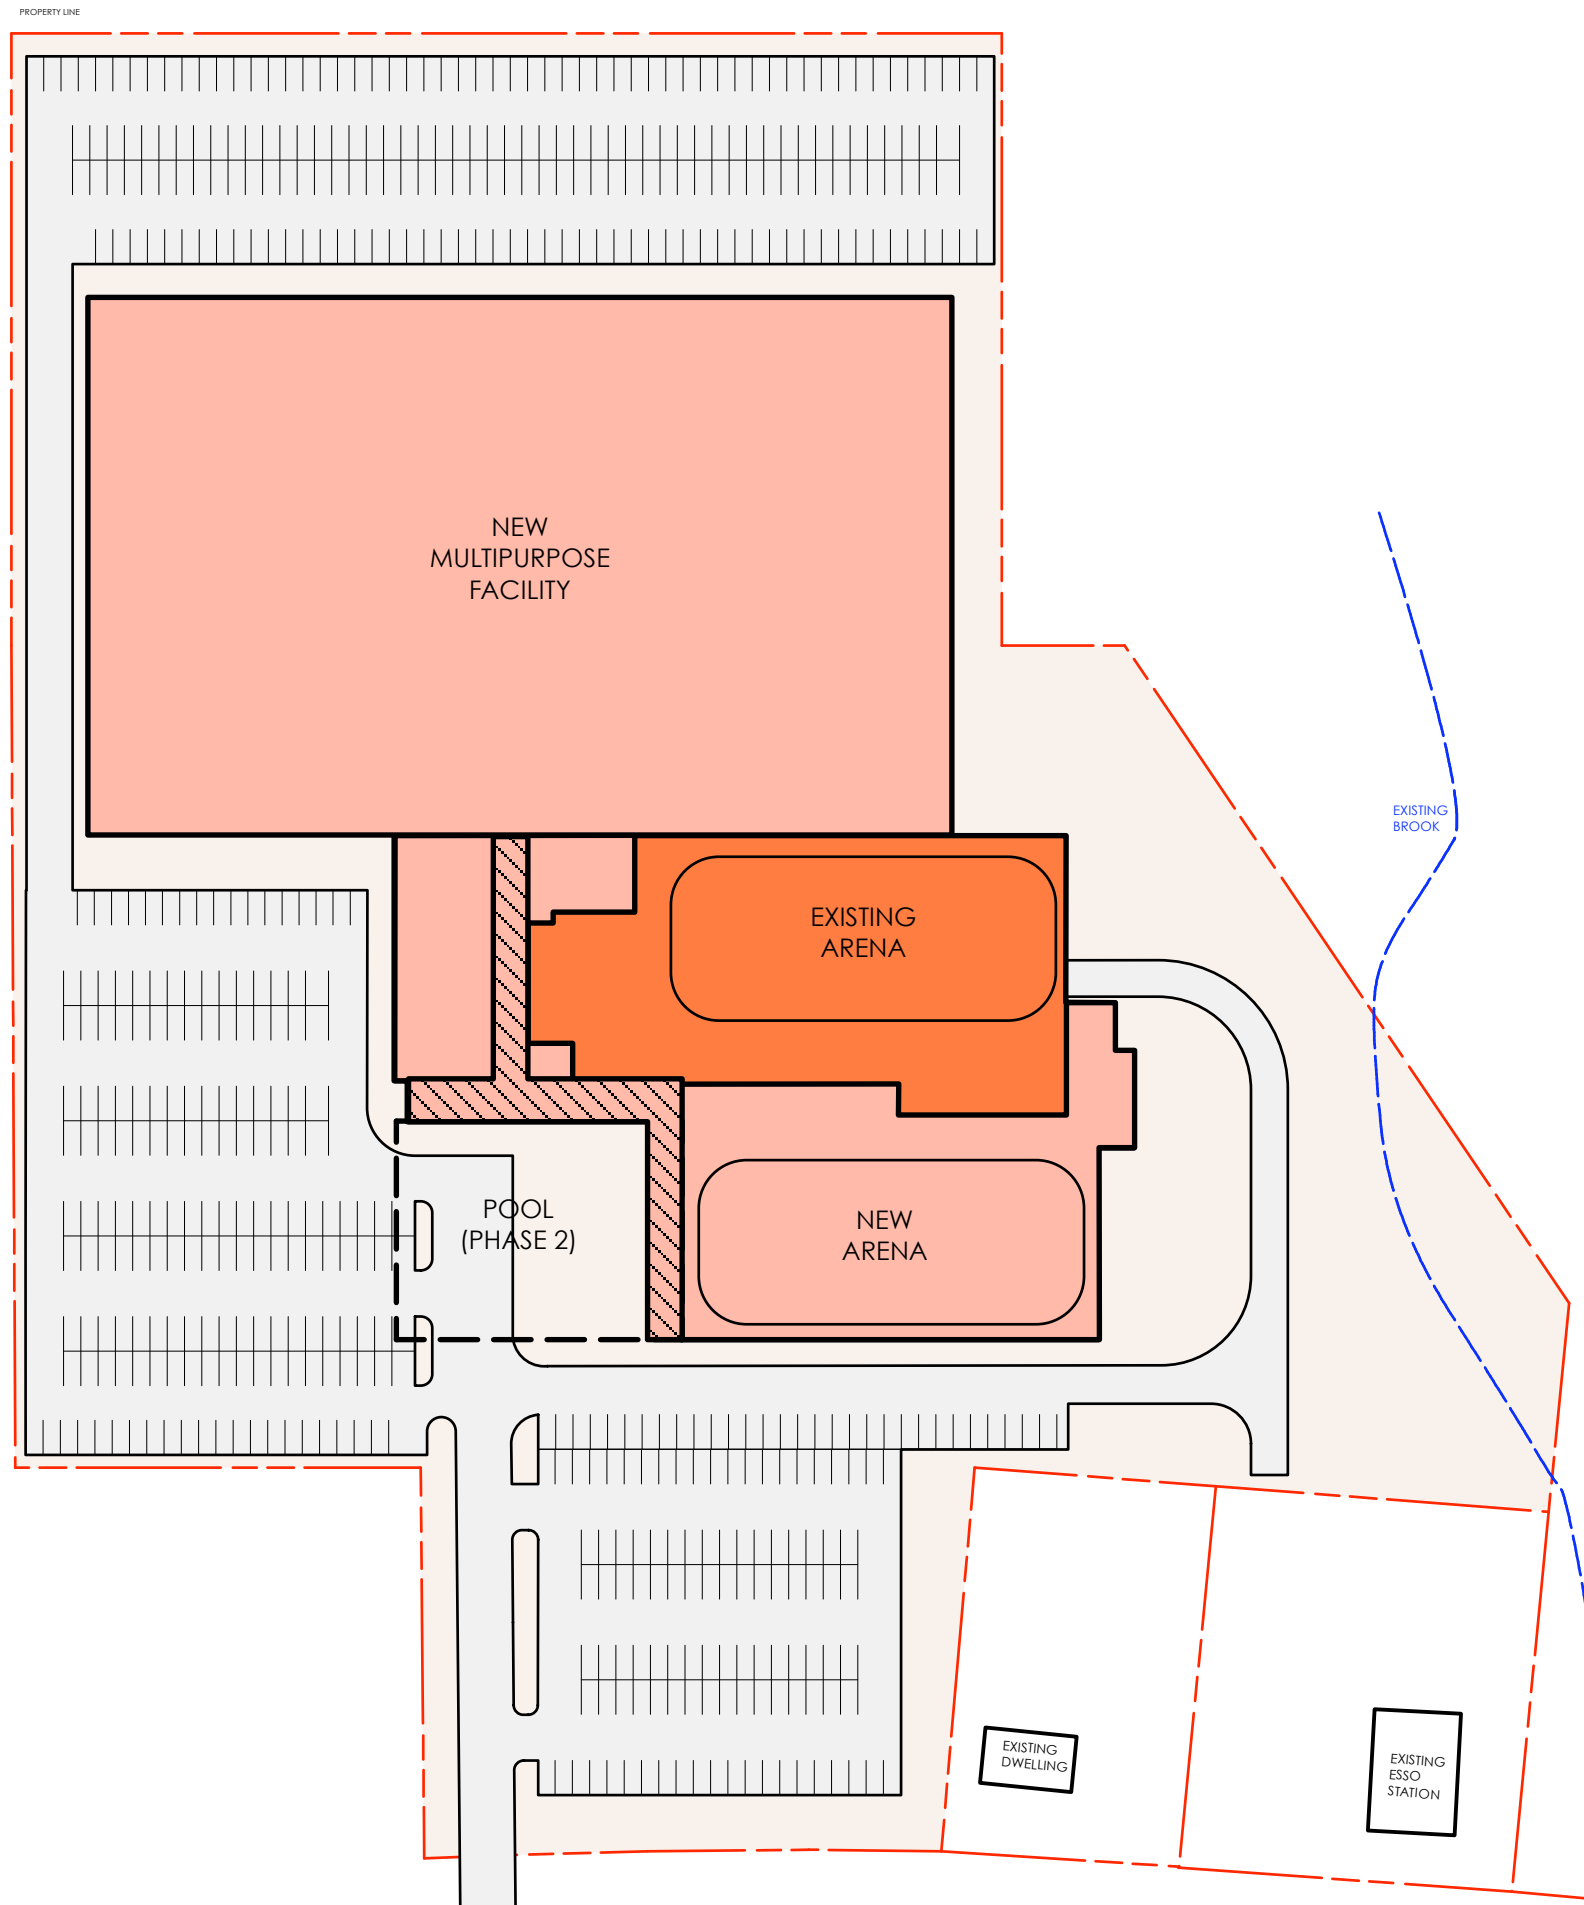 PROPERTY LINE
NEW
MULTIPURPOSE
FACILITY
EXISTING
BROOK
EXISTING
ARENA
POOL
(PHASE 2)
NEW
ARENA
EXISTING
DWELLING
EXISTING
ESSO
STATION